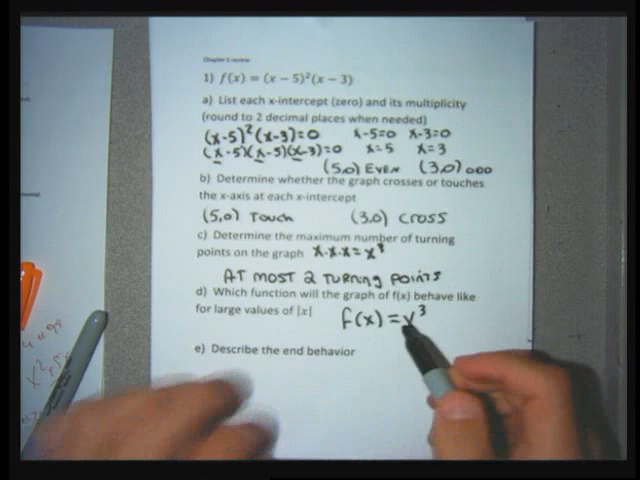 Chapter 5 review
1) f(x) = (x − 5)²(x − 3)
a) List each x-intercept (zero) and its multiplicity
(round to 2 decimal places when needed)
(x-5)²(x-3)=0 x-5=0 x-3=0
(x-5)(x-5)(x-3)=0 x=5 x=3
(5,0) EVEN (3,0) ODD
b) Determine whether the graph crosses or touches
the x-axis at each x-intercept
(5,0) Touch (3,0) CROSS
c) Determine the maximum number of turning
points on the graph x·x·x=x³
AT MOST 2 TURNING POINTS
d) Which function will the graph of f(x) behave like
for large values of |x| f(x)=x³
e) Describe the end behavior